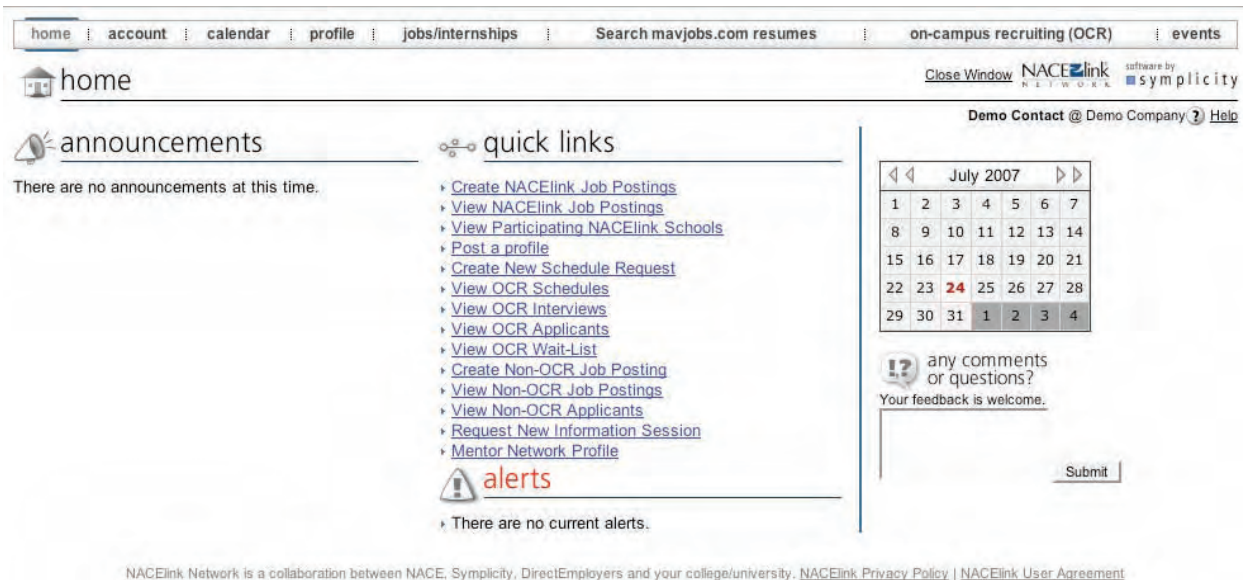 home account calendar profile jobs/internships Search mavjobs.com resumes on-campus recruiting (OCR) events
home
Close Window NACElink NETWORK software by symplicity
Demo Contact @ Demo Company ? Help
announcements
There are no announcements at this time.
quick links
Create NACElink Job Postings
View NACElink Job Postings
View Participating NACElink Schools
Post a profile
Create New Schedule Request
View OCR Schedules
View OCR Interviews
View OCR Applicants
View OCR Wait-List
Create Non-OCR Job Posting
View Non-OCR Job Postings
View Non-OCR Applicants
Request New Information Session
Mentor Network Profile
alerts
There are no current alerts.
July 2007
1 2 3 4 5 6 7
8 9 10 11 12 13 14
15 16 17 18 19 20 21
22 23 24 25 26 27 28
29 30 31 1 2 3 4
!? any comments
or questions?
Your feedback is welcome.
Submit
NACElink Network is a collaboration between NACE, Symplicity, DirectEmployers and your college/university. NACElink Privacy Policy | NACElink User Agreement